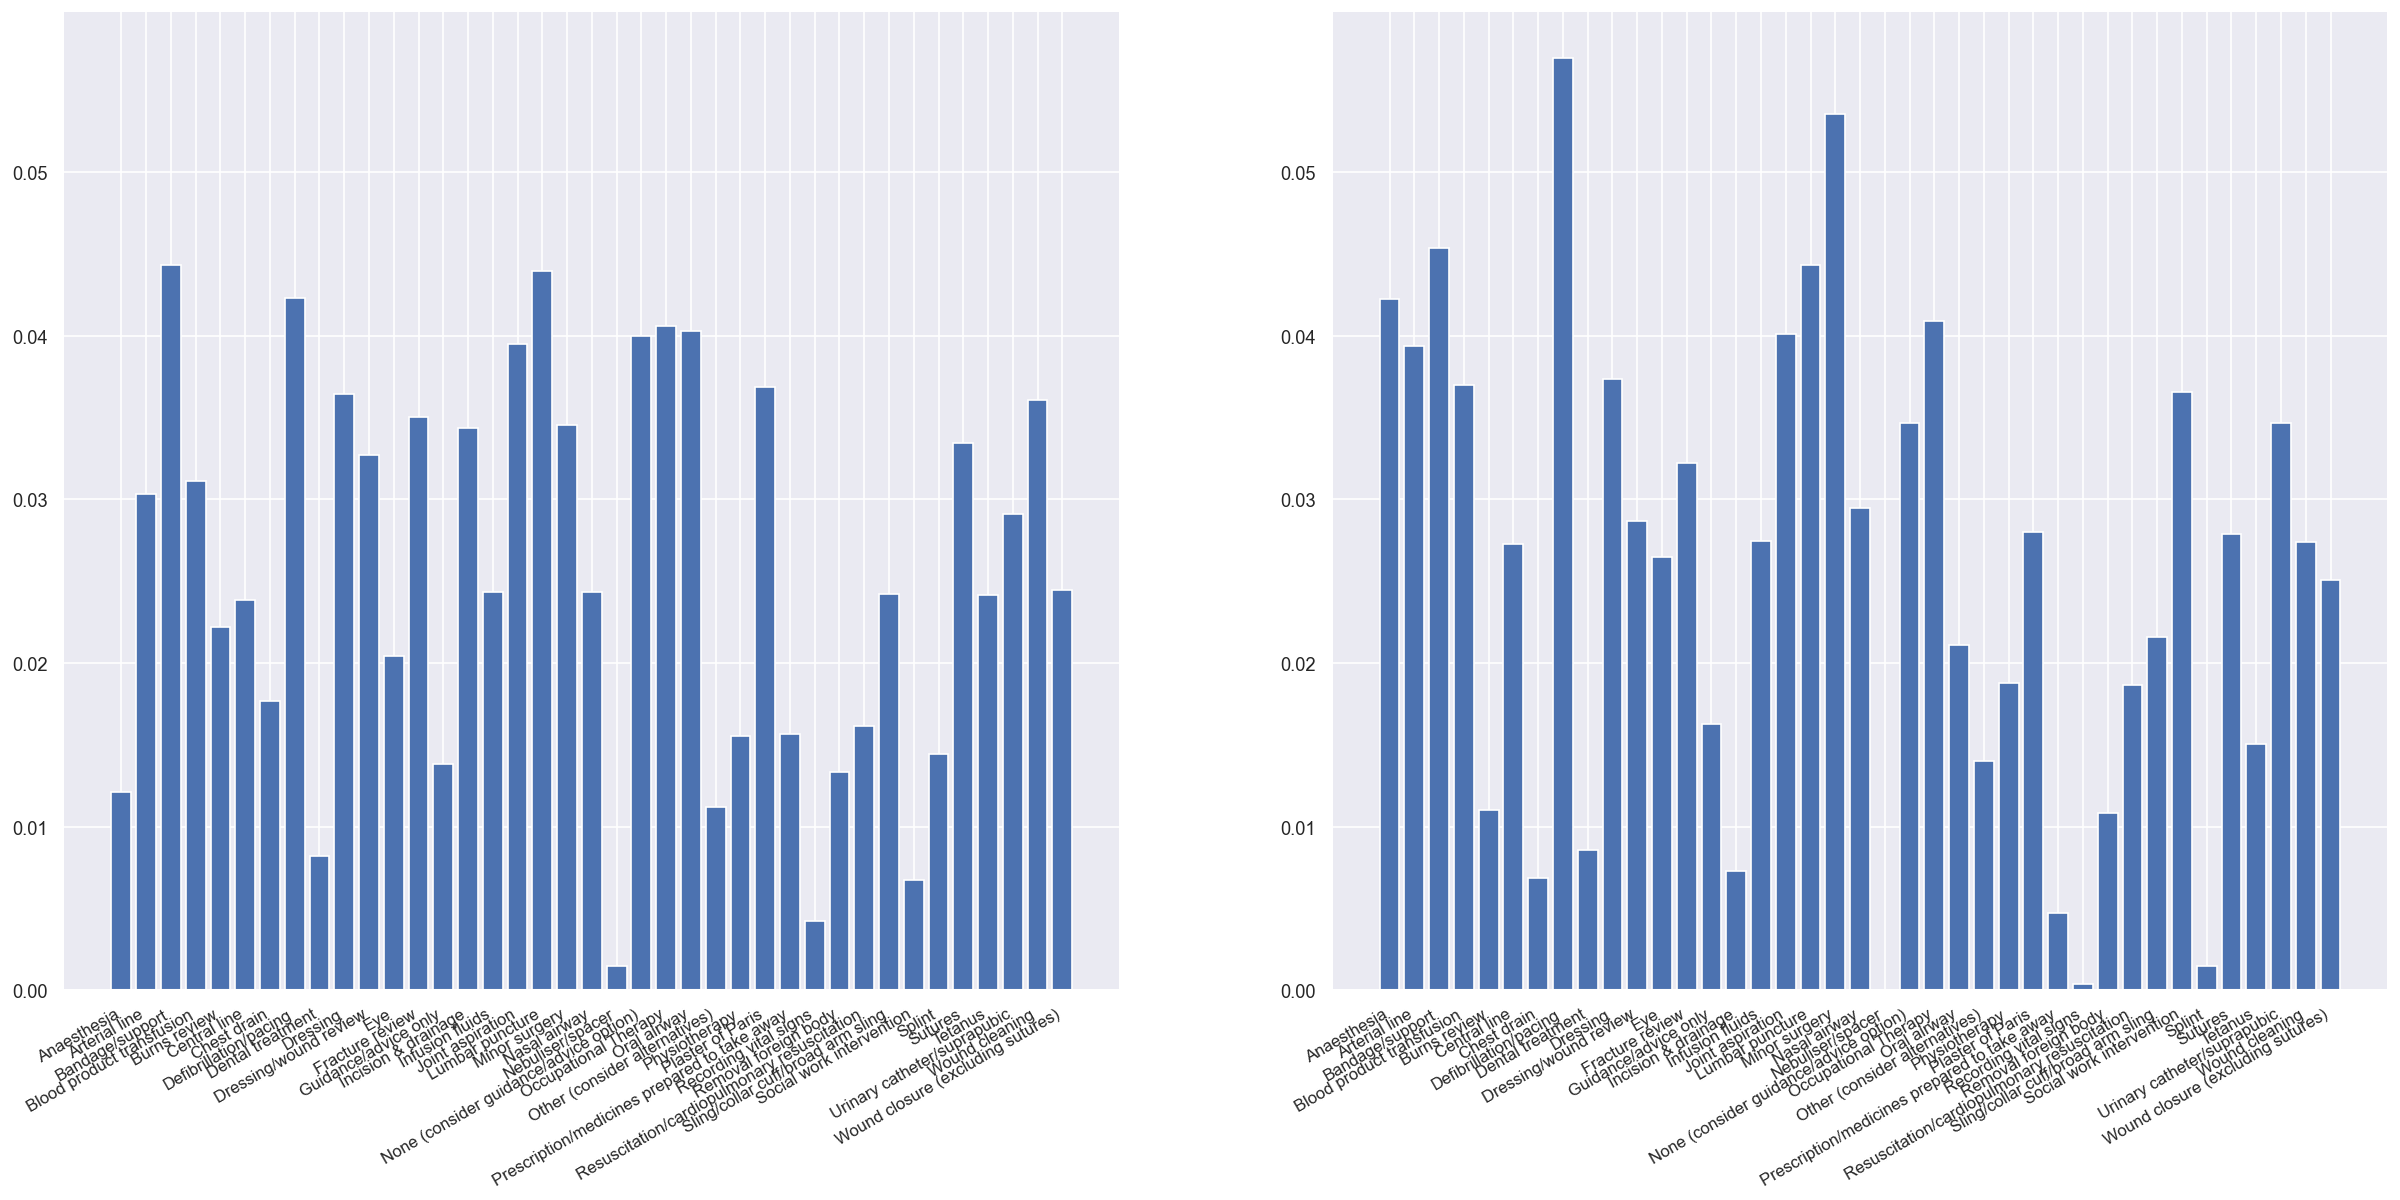 0.05
0.04
0.03
0.02
0.01
0.00
Anaesthesia
Arterial line
Bandage/support
Blood product transfusion
Burns review
Central line
Chest drain
Defibrillation/pacing
Dental treatment
Dressing
Dressing/wound review
Eye
Fracture review
Guidance/advice only
Incision & drainage
Infusion fluids
Joint aspiration
Lumbar puncture
Minor surgery
Nasal airway
Nebuliser/spacer
None (consider guidance/advice option)
Occupational Therapy
Oral airway
Other (consider alternatives)
Physiotherapy
Plaster of Paris
Prescription/medicines prepared to take away
Recording vital signs
Removal foreign body
Resuscitation/cardiopulmonary resuscitation
Sling/collar cuff/broad arm sling
Social work intervention
Splint
Sutures
Tetanus
Urinary catheter/suprapubic
Wound cleaning
Wound closure (excluding sutures)
0.05
0.04
0.03
0.02
0.01
0.00
Anaesthesia
Arterial line
Bandage/support
Blood product transfusion
Burns review
Central line
Chest drain
Defibrillation/pacing
Dental treatment
Dressing
Dressing/wound review
Eye
Fracture review
Guidance/advice only
Incision & drainage
Infusion fluids
Joint aspiration
Lumbar puncture
Minor surgery
Nasal airway
Nebuliser/spacer
None (consider guidance/advice option)
Occupational Therapy
Oral airway
Other (consider alternatives)
Physiotherapy
Plaster of Paris
Prescription/medicines prepared to take away
Recording vital signs
Removal foreign body
Resuscitation/cardiopulmonary resuscitation
Sling/collar cuff/broad arm sling
Social work intervention
Splint
Sutures
Tetanus
Urinary catheter/suprapubic
Wound cleaning
Wound closure (excluding sutures)